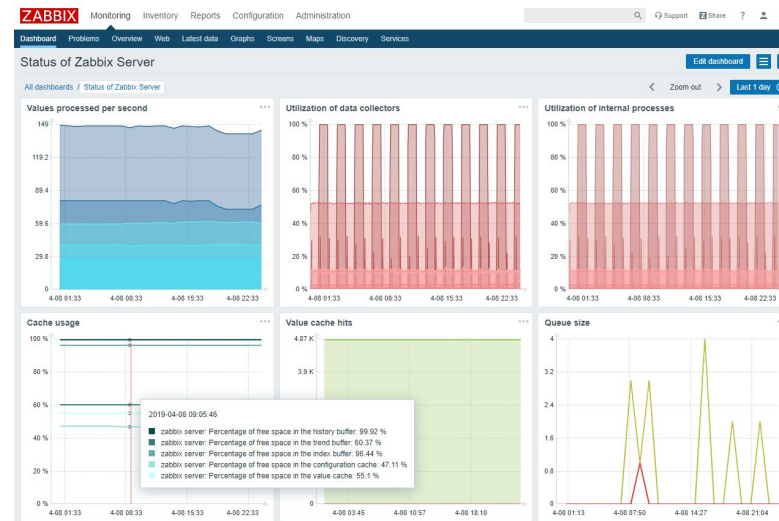 ZABBIX Monitoring Inventory Reports Configuration Administration Support Z Share ?
Dashboard Problems Overview Web Latest data Graphs Screens Maps Discovery Services
Status of Zabbix Server Edit dashboard
All dashboards / Status of Zabbix Server Zoom out Last 1 day
Values processed per second
149
119.2
89.4
59.6
29.8
0
4-08 01:33 4-08 08:33 4-08 15:33 4-08 22:33
Utilization of data collectors
100 %
80 %
60 %
40 %
20 %
0 %
4-08 01:33 4-08 08:33 4-08 15:33 4-08 22:33
Utilization of internal processes
100 %
80 %
60 %
40 %
20 %
0 %
4-08 01:33 4-08 08:33 4-08 15:33 4-08 22:33
Cache usage
100 %
80 %
60 %
40 %
20 %
0 %
4-08 01:33 4-08 08:33 4-08 15:33 4-08 22:33
2019-04-08 09:05:46
zabbix server: Percentage of free space in the history buffer: 99.92 %
zabbix server: Percentage of free space in the trend buffer: 60.37 %
zabbix server: Percentage of free space in the index buffer: 96.44 %
zabbix server: Percentage of free space in the configuration cache: 47.11 %
zabbix server: Percentage of free space in the value cache: 55.1 %
Value cache hits
4.87 K
3.9 K
0
4-08 03:45 4-08 10:57 4-08 18:10
Queue size
4
3.2
2.4
1.6
0.8
0
4-08 01:13 4-08 07:50 4-08 14:27 4-08 21:04